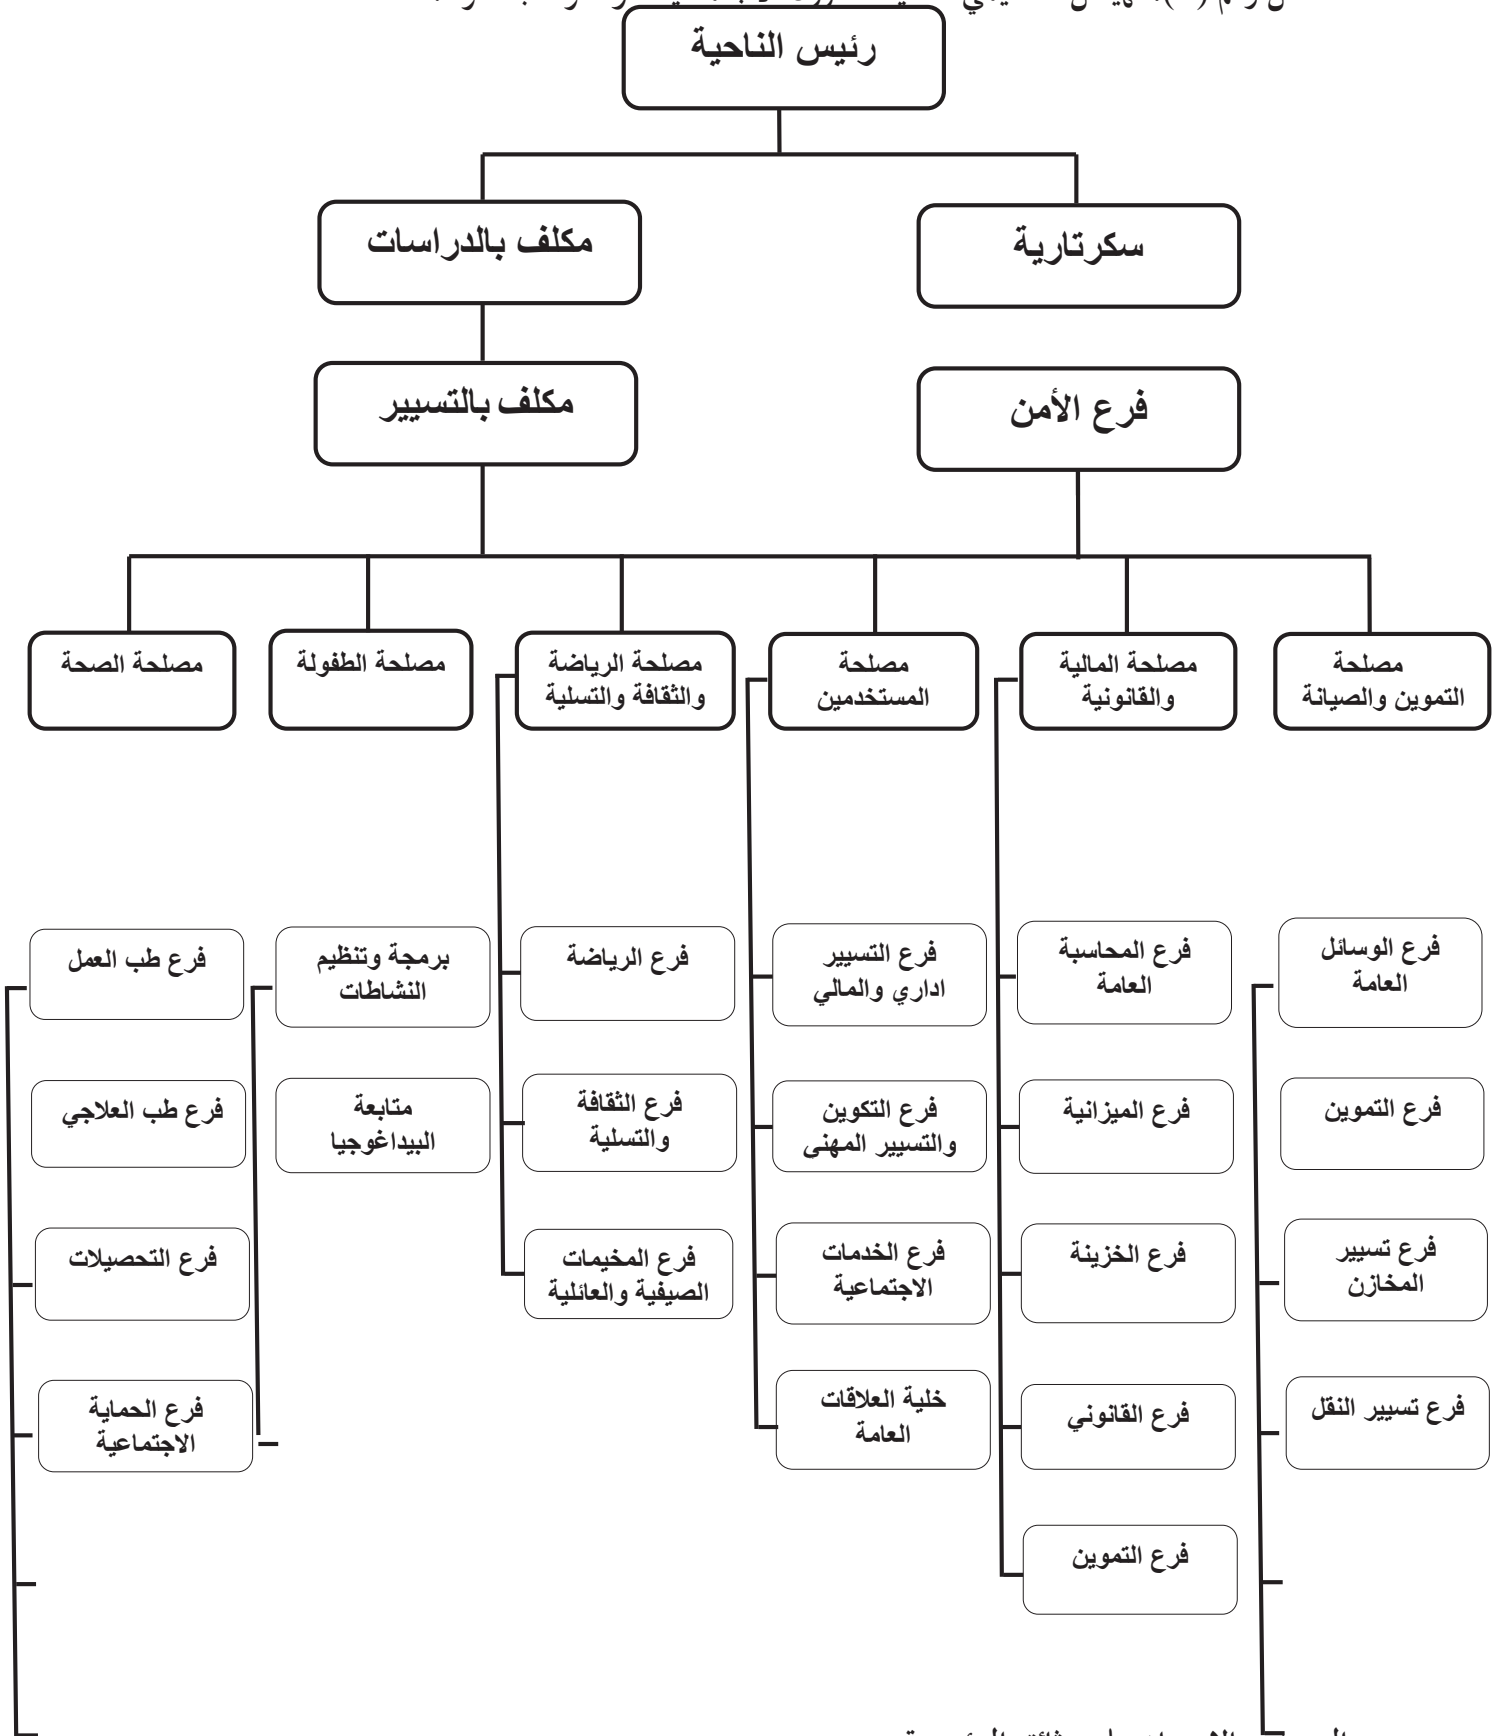 رئيس الناحية
سكرتارية
مكلف بالدراسات
فرع الأمن
مكلف بالتسيير
مصلحة
التموين والصيانة
مصلحة المالية
والقانونية
مصلحة
المستخدمين
مصلحة الرياضة
والثقافة والتسلية
مصلحة الطفولة
مصلحة الصحة
فرع الوسائل
العامة
فرع المحاسبة
العامة
فرع التسيير
اداري والمالي
فرع الرياضة
برمجة وتنظيم
النشاطات
فرع طب العمل
فرع التموين
فرع الميزانية
فرع التكوين
والتسيير المهنى
فرع الثقافة
والتسلية
متابعة
البيداغوجيا
فرع طب العلاجي
فرع تسيير
المخازن
فرع الخزينة
فرع الخدمات
الاجتماعية
فرع المخيمات
الصيفية والعائلية
فرع التحصيلات
فرع تسيير النقل
فرع القانوني
خلية العلاقات
العامة
فرع الحماية
الاجتماعية
فرع التموين